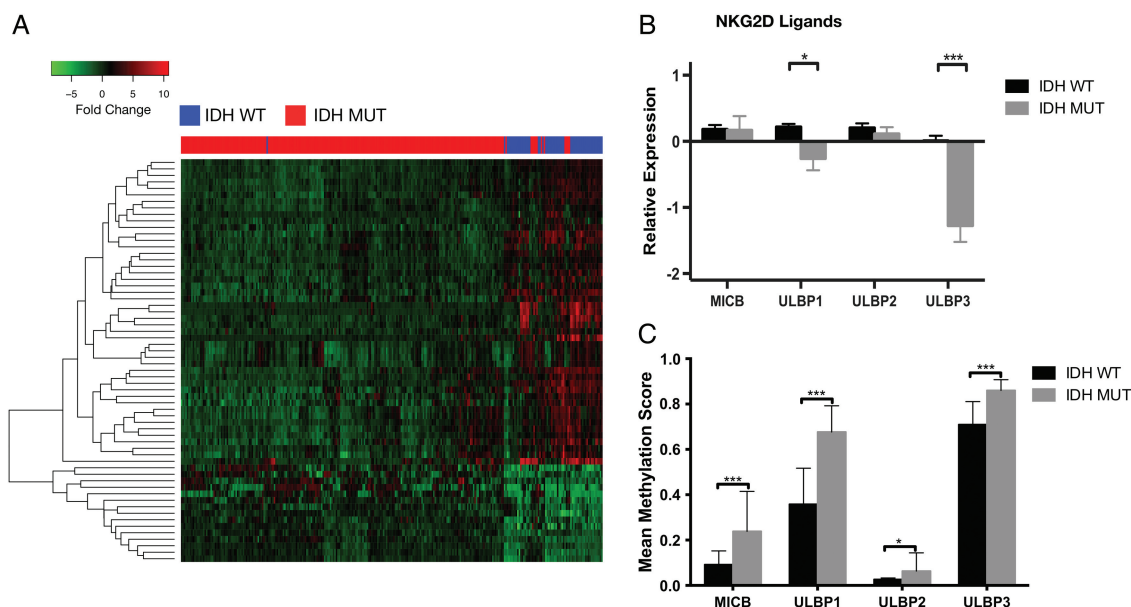 A
−5 0 5 10
Fold Change
IDH WT IDH MUT
B
NKG2D Ligands
* ***
1
0
-1
-2
Relative Expression
MICB ULBP1 ULBP2 ULBP3
IDH WT
IDH MUT
C
1.0
0.8
0.6
0.4
0.2
0.0
Mean Methylation Score
*** *** * ***
MICB ULBP1 ULBP2 ULBP3
IDH WT
IDH MUT